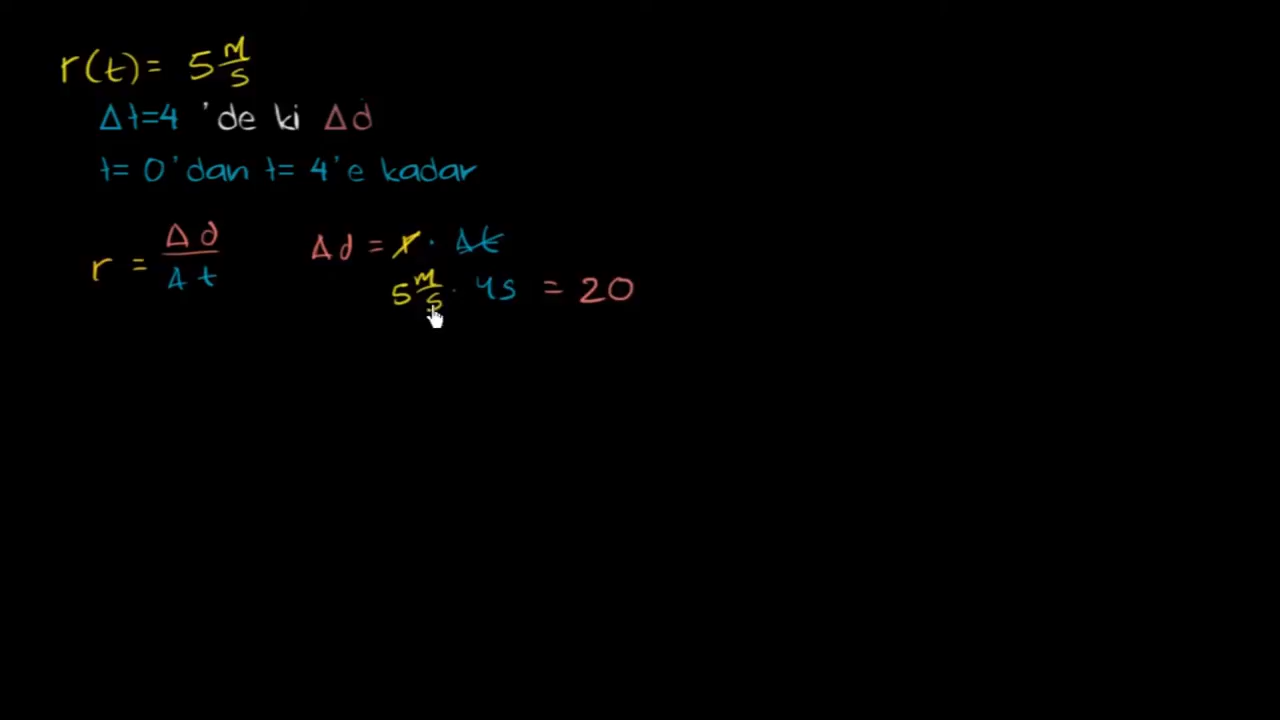 r(t) = 5 m/s
Δt=4 'de ki Δd
t= 0'dan t= 4'e kadar
r = Δd/Δt
Δd = r · Δt
5 m/s · 4s = 20